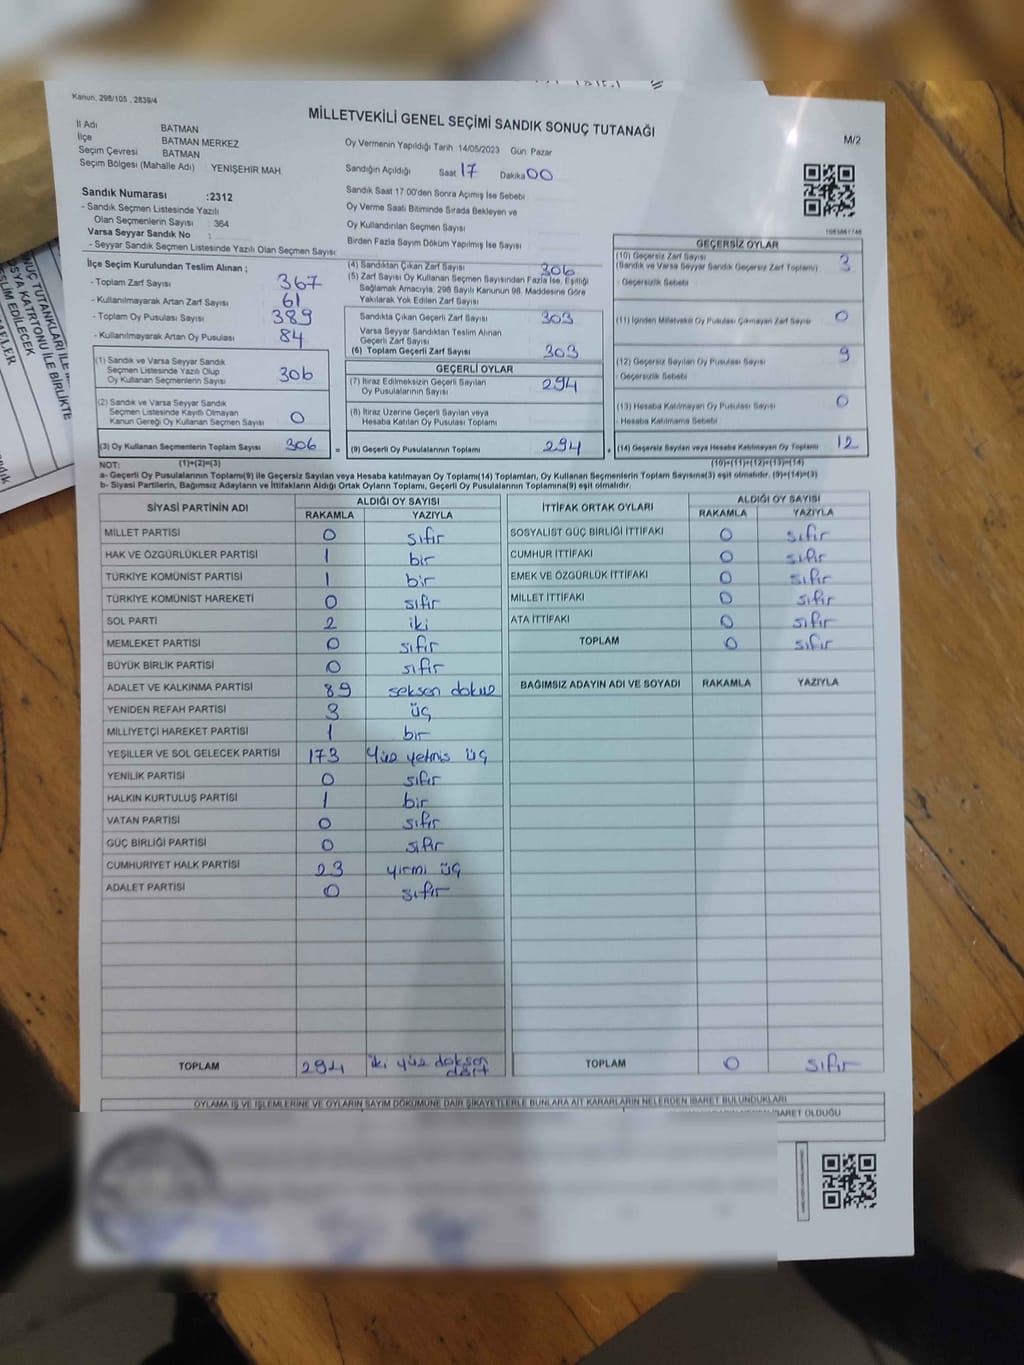 Kanun, 298/105 , 2839/4
MİLLETVEKİLİ GENEL SEÇİMİ SANDIK SONUÇ TUTANAĞI
M/2
İl Adı BATMAN
İlçe BATMAN MERKEZ
Seçim Çevresi BATMAN
Seçim Bölgesi (Mahalle Adı) YENİŞEHİR MAH
Oy Vermenin Yapıldığı Tarih 14/05/2023 Gün: Pazar
Sandığın Açıldığı Saat 17 Dakika 00
Sandık Saat 17:00'den Sonra Açımış İse Sebebi
Oy Verme Saati Bitiminde Sırada Bekleyen ve
Oy Kullandırılan Seçmen Sayısı
Birden Fazla Sayım Döküm Yapılmış İse Sayısı
Sandık Numarası :2312
- Sandık Seçmen Listesinde Yazılı
Olan Seçmenlerin Sayısı : 364
Varsa Seyyar Sandık No :
- Seyyar Sandık Seçmen Listesinde Yazılı Olan Seçmen Sayısı:
İlçe Seçim Kurulundan Teslim Alınan ;
- Toplam Zarf Sayısı 367
- Kullanılmayarak Artan Zarf Sayısı 61
- Toplam Oy Pusulası Sayısı 389
- Kullanılmayarak Artan Oy Pusulası 84
(1) Sandık ve Varsa Seyyar Sandık
Seçmen Listesinde Yazılı Olup
Oy Kullanan Seçmenlerin Sayısı 306
(2) Sandık ve Varsa Seyyar Sandık
Seçmen Listesinde Kayıtlı Olmayan
Kanun Gereği Oy Kullanan Seçmen Sayısı 0
(3) Oy Kullanan Seçmenlerin Toplam Sayısı 306
(4) Sandıktan Çıkan Zarf Sayısı 306
(5) Zarf Sayısı Oy Kullanan Seçmen Sayısından Fazla İse, Eşitliği
Sağlamak Amacıyla, 298 Sayılı Kanunun 98. Maddesine Göre
Yakılarak Yok Edilen Zarf Sayısı
Sandıkta Çıkan Geçerli Zarf Sayısı 303
Varsa Seyyar Sandıktan Teslim Alınan
Geçerli Zarf Sayısı
(6) Toplam Geçerli Zarf Sayısı 303
GEÇERLİ OYLAR
(7) İtiraz Edilmeksizin Geçerli Sayılan
Oy Pusulalarının Sayısı 294
(8) İtiraz Üzerine Geçerli Sayılan veya
Hesaba Katılan Oy Pusulası Toplamı
= (9) Geçerli Oy Pusulalarının Toplamı 294
GEÇERSİZ OYLAR
(10) Geçersiz Zarf Sayısı
(Sandık ve Varsa Seyyar Sandık Geçersiz Zarf Toplamı) 3
- Geçersizlik Sebebi
(11) İçinden Milletvekili Oy Pusulası Çıkmayan Zarf Sayısı 0
(12) Geçersiz Sayılan Oy Pusulası Sayısı 9
- Geçersizlik Sebebi
(13) Hesaba Katılmayan Oy Pusulası Sayısı 0
- Hesaba Katılmama Sebebi
+ (14) Geçersiz Sayılan veya Hesaba Katılmayan Oy Toplamı 12
NOT: (1)+(2)=(3)
(10)+(11)+(12)+(13)=(14)
a- Geçerli Oy Pusulalarının Toplamı(9) ile Geçersiz Sayılan veya Hesaba katılmayan Oy Toplamı(14) Toplamları, Oy Kullanan Seçmenlerin Toplam Sayısına(3) eşit olmalıdır. (9)+(14)=(3)
b- Siyasi Partilerin, Bağımsız Adayların ve İttifakların Aldığı Ortak Oyların Toplamı, Geçerli Oy Pusulalarının Toplamına(9) eşit olmalıdır.
SİYASİ PARTİNİN ADI ALDIĞI OY SAYISI
RAKAMLA YAZIYLA
MİLLET PARTİSİ 0 sıfır
HAK VE ÖZGÜRLÜKLER PARTİSİ 1 bir
TÜRKİYE KOMÜNİST PARTİSİ 1 bir
TÜRKİYE KOMÜNİST HAREKETİ 0 sıfır
SOL PARTİ 2 iki
MEMLEKET PARTİSİ 0 sıfır
BÜYÜK BİRLİK PARTİSİ 0 sıfır
ADALET VE KALKINMA PARTİSİ 89 seksen dokuz
YENİDEN REFAH PARTİSİ 3 üç
MİLLİYETÇİ HAREKET PARTİSİ 1 bir
YEŞİLLER VE SOL GELECEK PARTİSİ 173 Yüz yetmiş üç
YENİLİK PARTİSİ 0 sıfır
HALKIN KURTULUŞ PARTİSİ 1 bir
VATAN PARTİSİ 0 sıfır
GÜÇ BİRLİĞİ PARTİSİ 0 sıfır
CUMHURİYET HALK PARTİSİ 23 yirmi üç
ADALET PARTİSİ 0 sıfır
TOPLAM 294 iki yüz doksan
dört
İTTİFAK ORTAK OYLARI ALDIĞI OY SAYISI
RAKAMLA YAZIYLA
SOSYALİST GÜÇ BİRLİĞİ İTTİFAKI 0 sıfır
CUMHUR İTTİFAKI 0 sıfır
EMEK VE ÖZGÜRLÜK İTTİFAKI 0 sıfır
MİLLET İTTİFAKI 0 sıfır
ATA İTTİFAKI 0 sıfır
TOPLAM 0 sıfır
BAĞIMSIZ ADAYIN ADI VE SOYADI RAKAMLA YAZIYLA
TOPLAM 0 sıfır
OYLAMA İŞ VE İŞLEMLERİNE VE OYLARIN SAYIM DÖKÜMÜNE DAİR ŞİKAYETLERLE BUNLARA AİT KARARLARIN NELERDEN İBARET BULUNDUKLARI
İBARET OLDUĞU